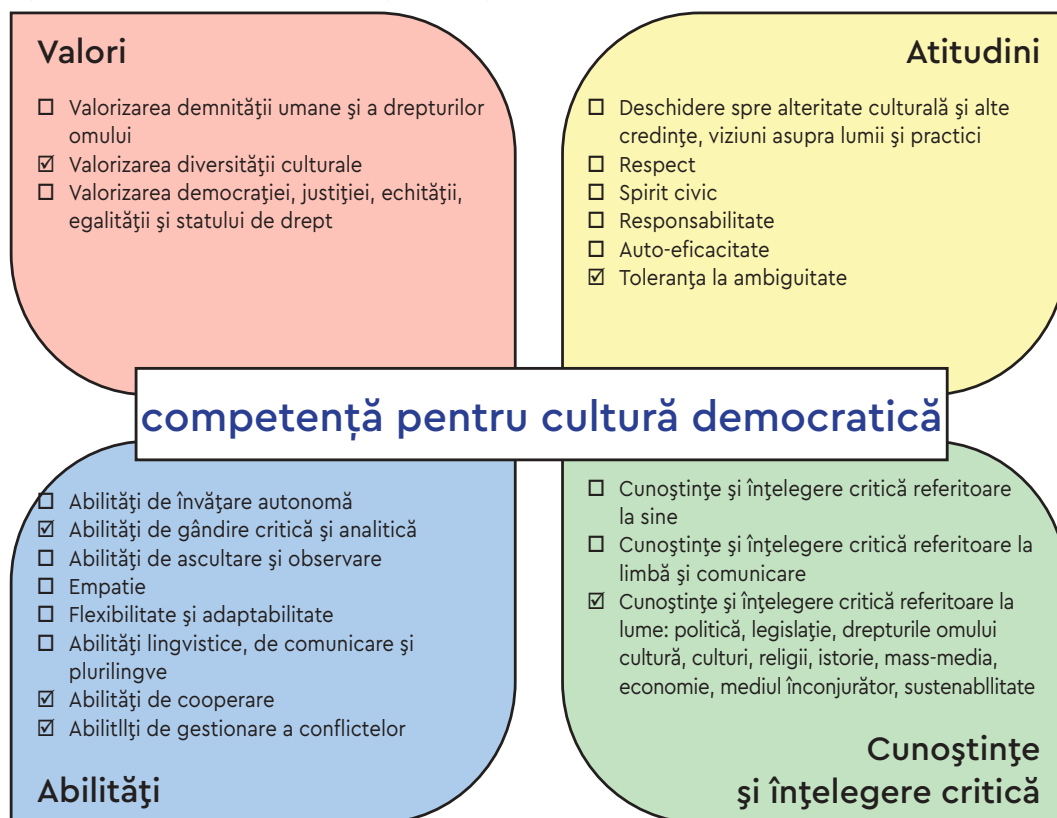 Valori
☐ Valorizarea demnităţii umane şi a drepturilor
omului
☑ Valorizarea diversităţii culturale
☐ Valorizarea democraţiei, justiţiei, echităţii,
egalităţii şi statului de drept
Atitudini
☐ Deschidere spre alteritate culturală şi alte
credinţe, viziuni asupra lumii şi practici
☐ Respect
☐ Spirit civic
☐ Responsabilitate
☐ Auto-eficacitate
☑ Toleranţa la ambiguitate
competență pentru cultură democratică
☐ Abilităţi de învăţare autonomă
☑ Abilităţi de gândire critică şi analitică
☐ Abilităţi de ascultare şi observare
☐ Empatie
☐ Flexibilitate şi adaptabilitate
☐ Abilităţi lingvistice, de comunicare şi
plurilingve
☑ Abilităţi de cooperare
☑ Abilitllţi de gestionare a conflictelor
Abilităţi
☐ Cunoştinţe şi înţelegere critică referitoare
la sine
☐ Cunoştinţe şi înţelegere critică referitoare la
limbă şi comunicare
☑ Cunoştinţe şi înţelegere critică referitoare la
lume: politică, legislaţie, drepturile omului
cultură, culturi, religii, istorie, mass-media,
economie, mediul înconjurător, sustenabllitate
Cunoştinţe
şi înţelegere critică